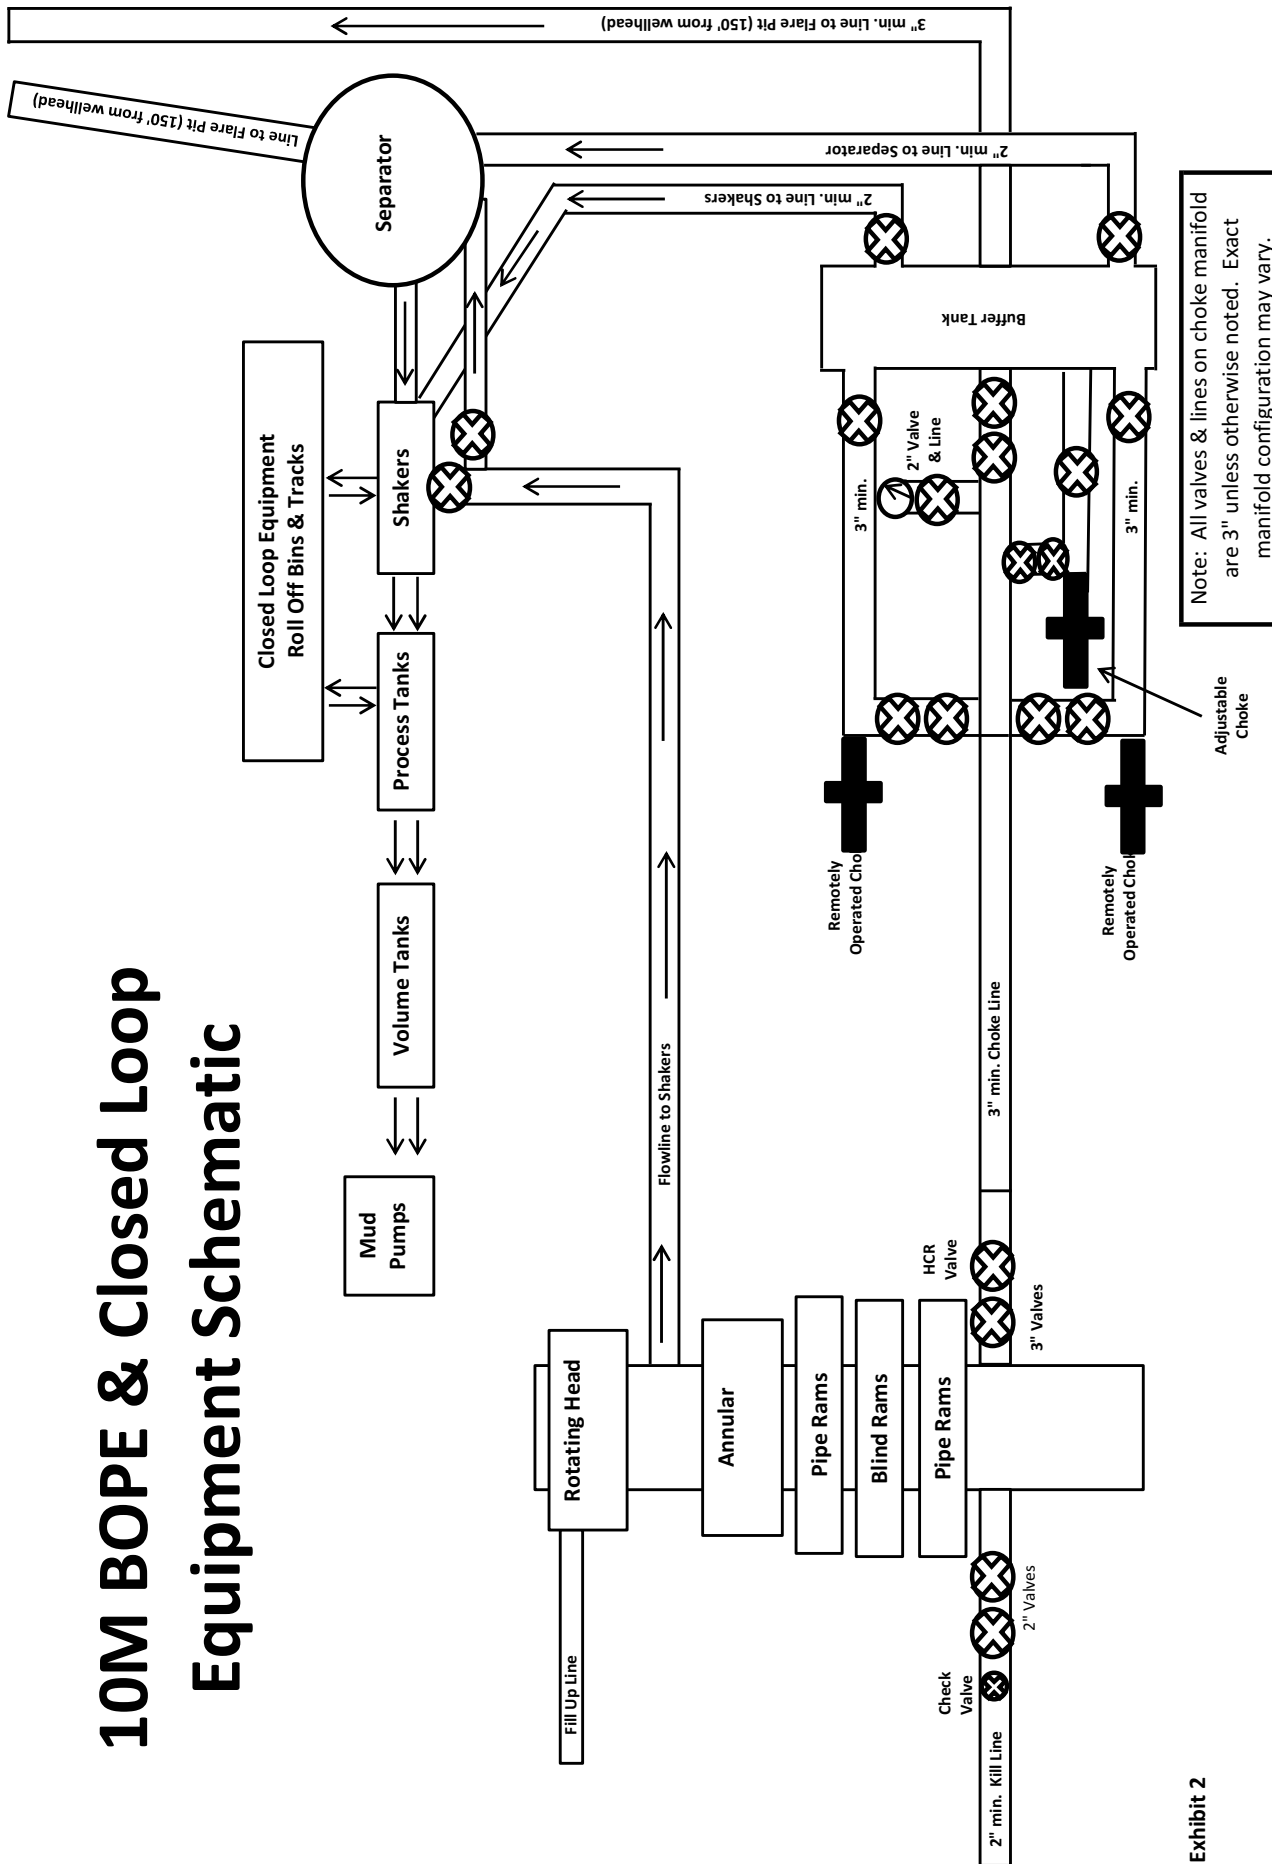 10M BOPE & Closed Loop
Equipment Schematic
Closed Loop Equipment
Roll Off Bins & Tracks
Mud
Pumps
Volume Tanks
Process Tanks
Shakers
Separator
Line to Flare Pit (150' from wellhead)
3" min. Line to Flare Pit (150' from wellhead)
Fill Up Line
Rotating Head
Flowline to Shakers
2" min. Line to Shakers
2" min. Line to Separator
Annular
Pipe Rams
Blind Rams
Pipe Rams
Remotely
Operated Cho
3" min.
2" Valve
& Line
Buffer Tank
HCR
Valve
Check
Valve
2" min. Kill Line
2" Valves
3" Valves
3" min. Choke Line
Remotely
Operated Chok
3" min.
Adjustable
Choke
Note: All valves & lines on choke manifold
are 3" unless otherwise noted. Exact
manifold configuration may vary.
Exhibit 2